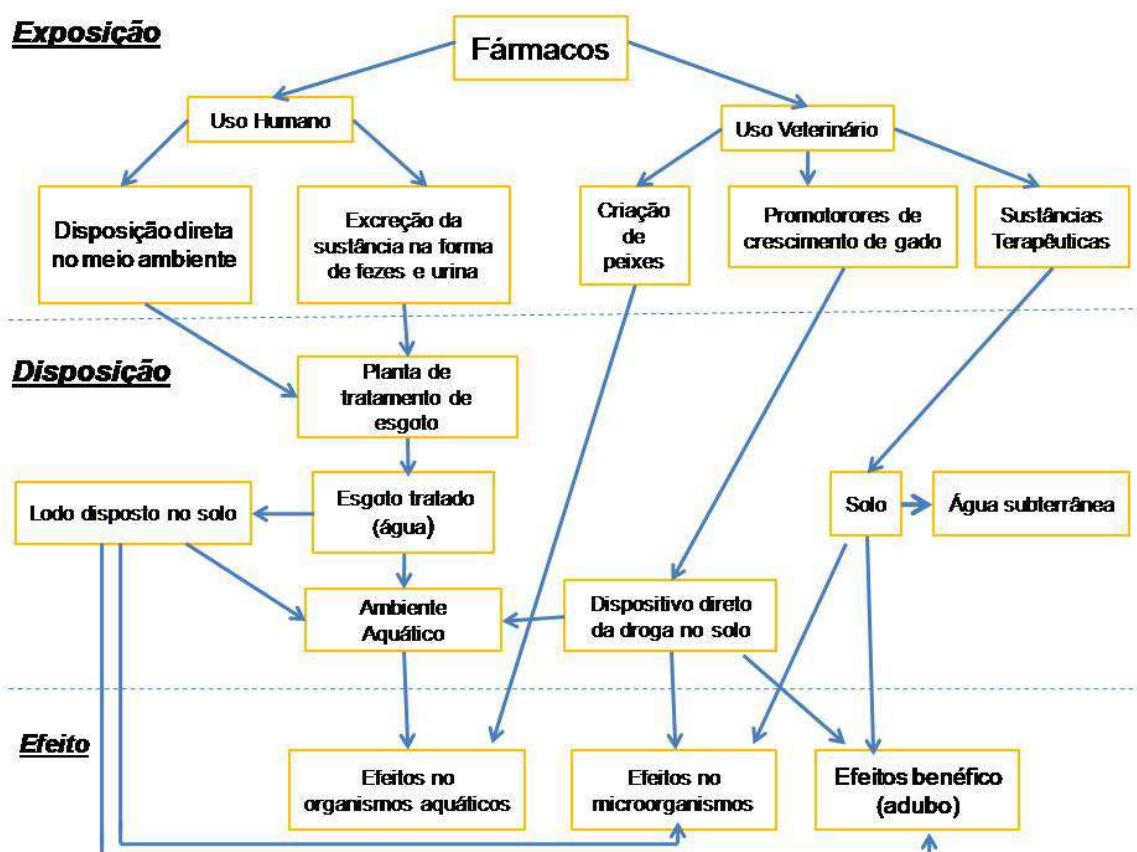 Exposição
Fármacos
Uso Humano
Uso Veterinário
Disposição direta
no meio ambiente
Excreção da
sustância na forma
de fezes e urina
Criação
de
peixes
Promotorores de
crescimento de gado
Sustâncias
Terapêuticas
Disposição
Planta de
tratamento de
esgoto
Lodo disposto no solo
Esgoto tratado
(água)
Solo
Água subterrânea
Ambiente
Aquático
Dispositivo direto
da droga no solo
Efeito
Efeitos no
organismos aquáticos
Efeitos no
microorganismos
Efeitos benéfico
(adubo)